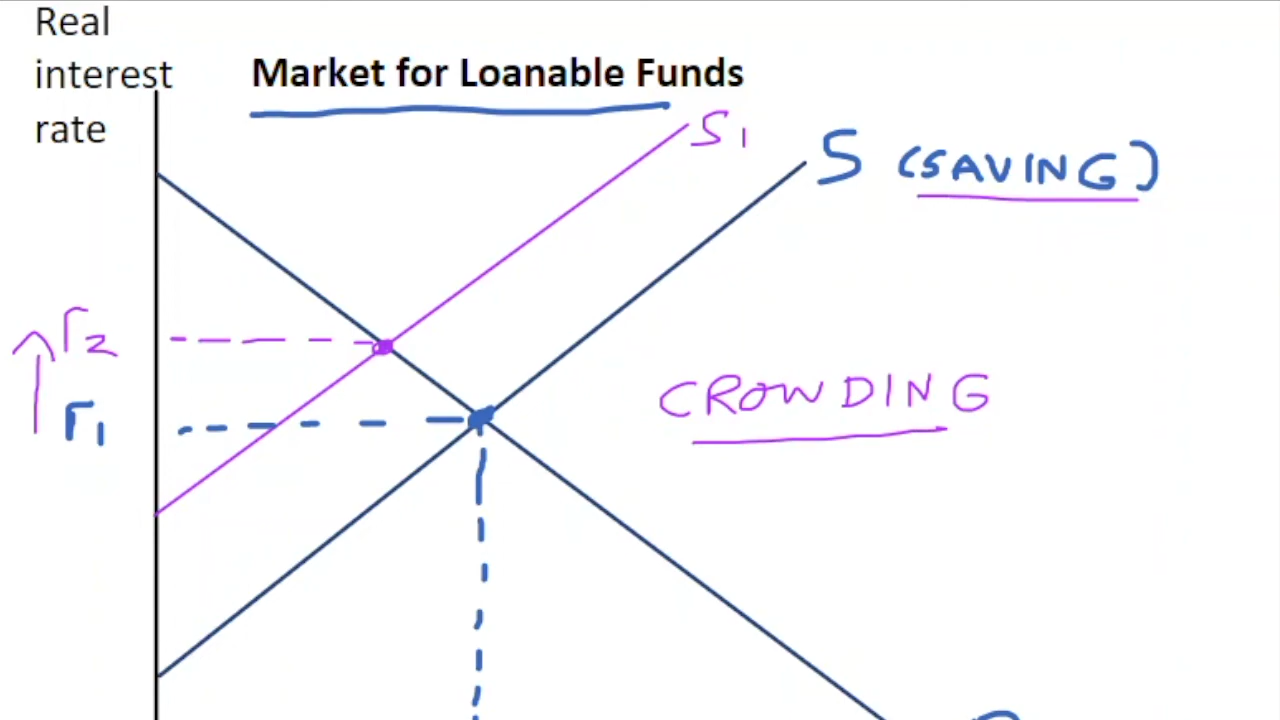 Real
interest
rate
Market for Loanable Funds
S1
S (SAVING)
r2
r1
CROWDING